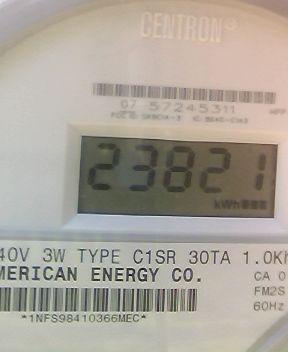 CENTRON®
07 57245311
23821
kWh
40V 3W TYPE C1SR 30TA 1.0Kh
MERICAN ENERGY CO.
CA 0
FM2S
60Hz
*1NFS98410366MEC*